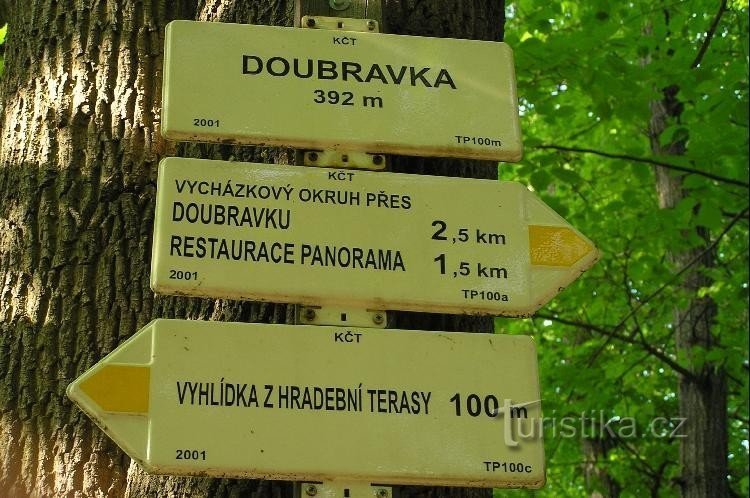 KČT
DOUBRAVKA
392 m
2001
TP100m
KČT
VYCHÁZKOVÝ OKRUH PŘES
DOUBRAVKU 2,5 km
RESTAURACE PANORAMA 1,5 km
2001
TP100a
KČT
VYHLÍDKA Z HRADEBNÍ TERASY 100 m
2001
TP100c
turistika.cz